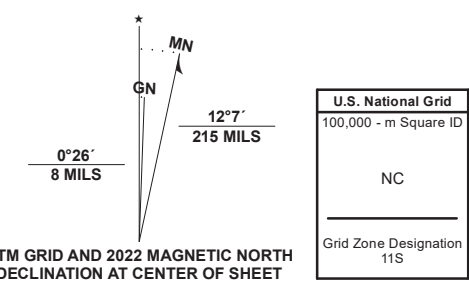 ★
MN
GN
12°7´
215 MILS
0°26´
8 MILS
TM GRID AND 2022 MAGNETIC NORTH
DECLINATION AT CENTER OF SHEET
U.S. National Grid
100,000 - m Square ID
NC
Grid Zone Designation
11S